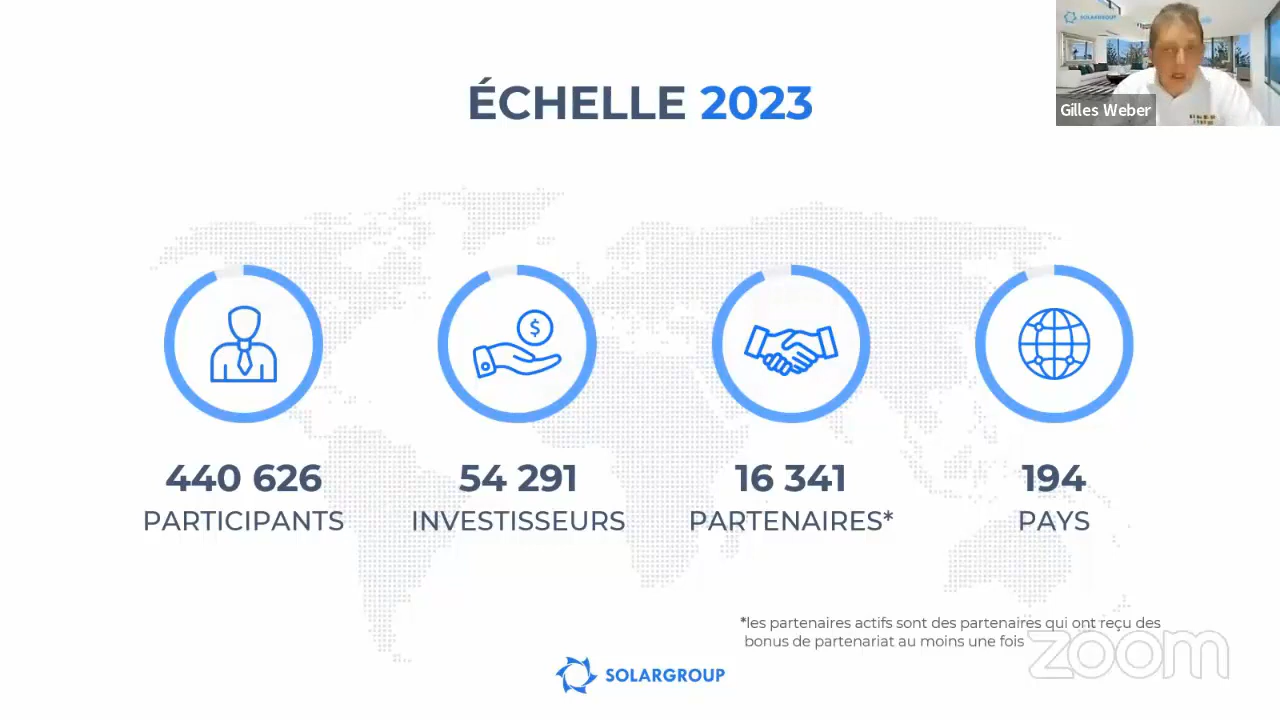 SOLARGROUP
Gilles Weber
ÉCHELLE 2023
$
440 626
PARTICIPANTS
54 291
INVESTISSEURS
16 341
PARTENAIRES*
194
PAYS
*les partenaires actifs sont des partenaires qui ont reçu des
bonus de partenariat au moins une fois
zoom
SOLARGROUP